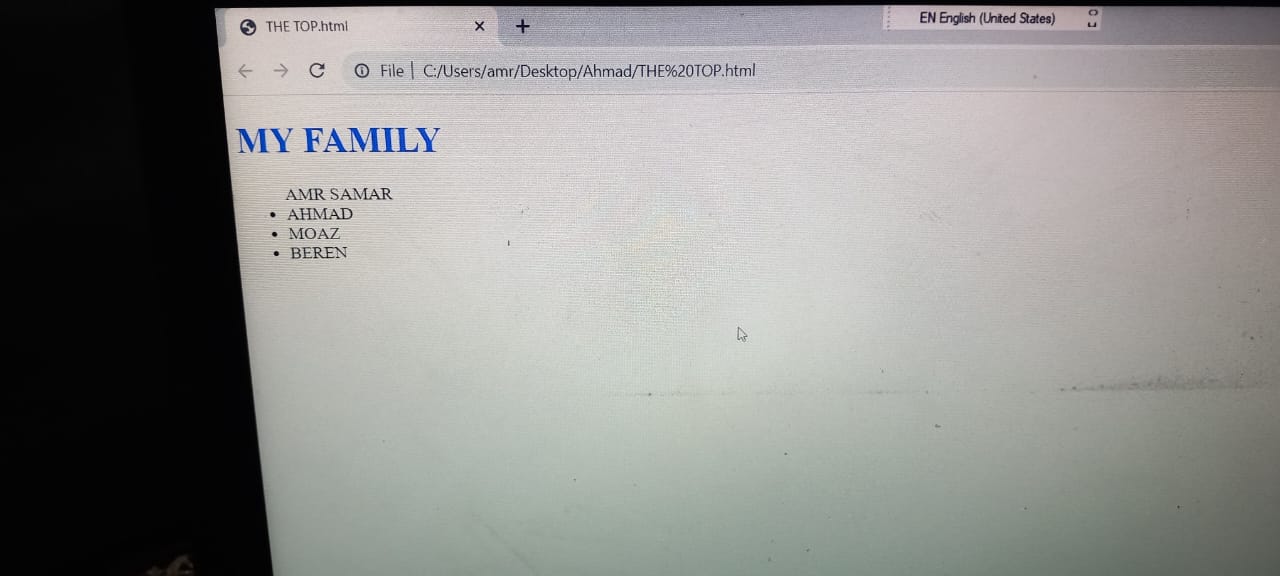 THE TOP.html
EN English (United States)
File | C:/Users/amr/Desktop/Ahmad/THE%20TOP.html
MY FAMILY
AMR SAMAR
• AHMAD
• MOAZ
• BEREN